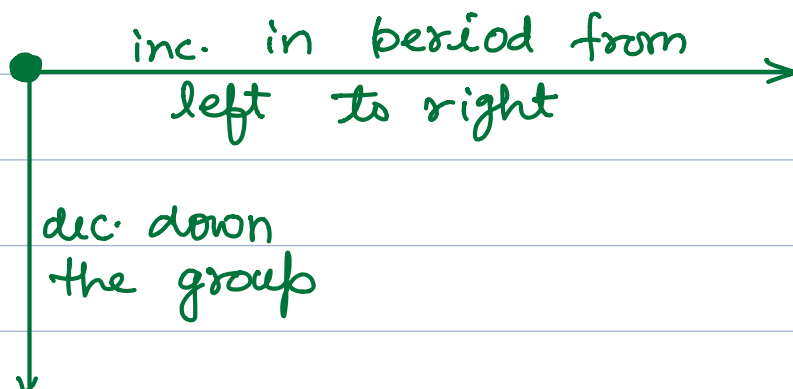 inc. in period from
left to right
dec. down
the group